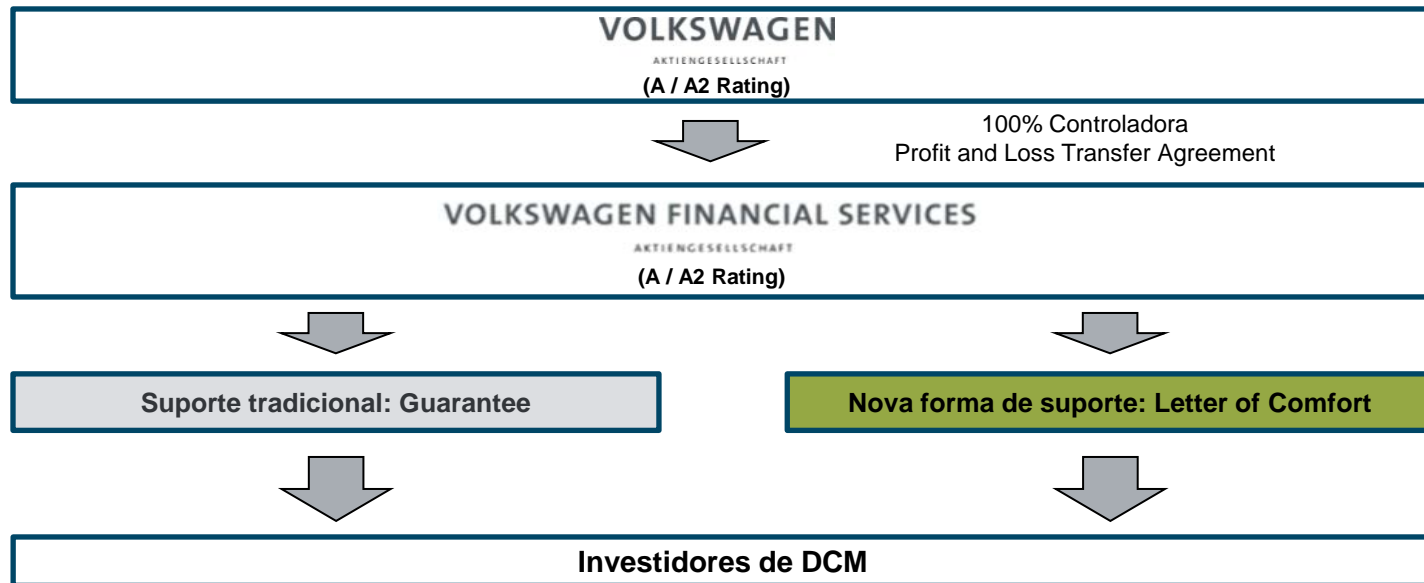 VOLKSWAGEN
AKTIENGESELLSCHAFT
(A / A2 Rating)
100% Controladora
Profit and Loss Transfer Agreement
VOLKSWAGEN FINANCIAL SERVICES
AKTIENGESELLSCHAFT
(A / A2 Rating)
Suporte tradicional: Guarantee
Nova forma de suporte: Letter of Comfort
Investidores de DCM